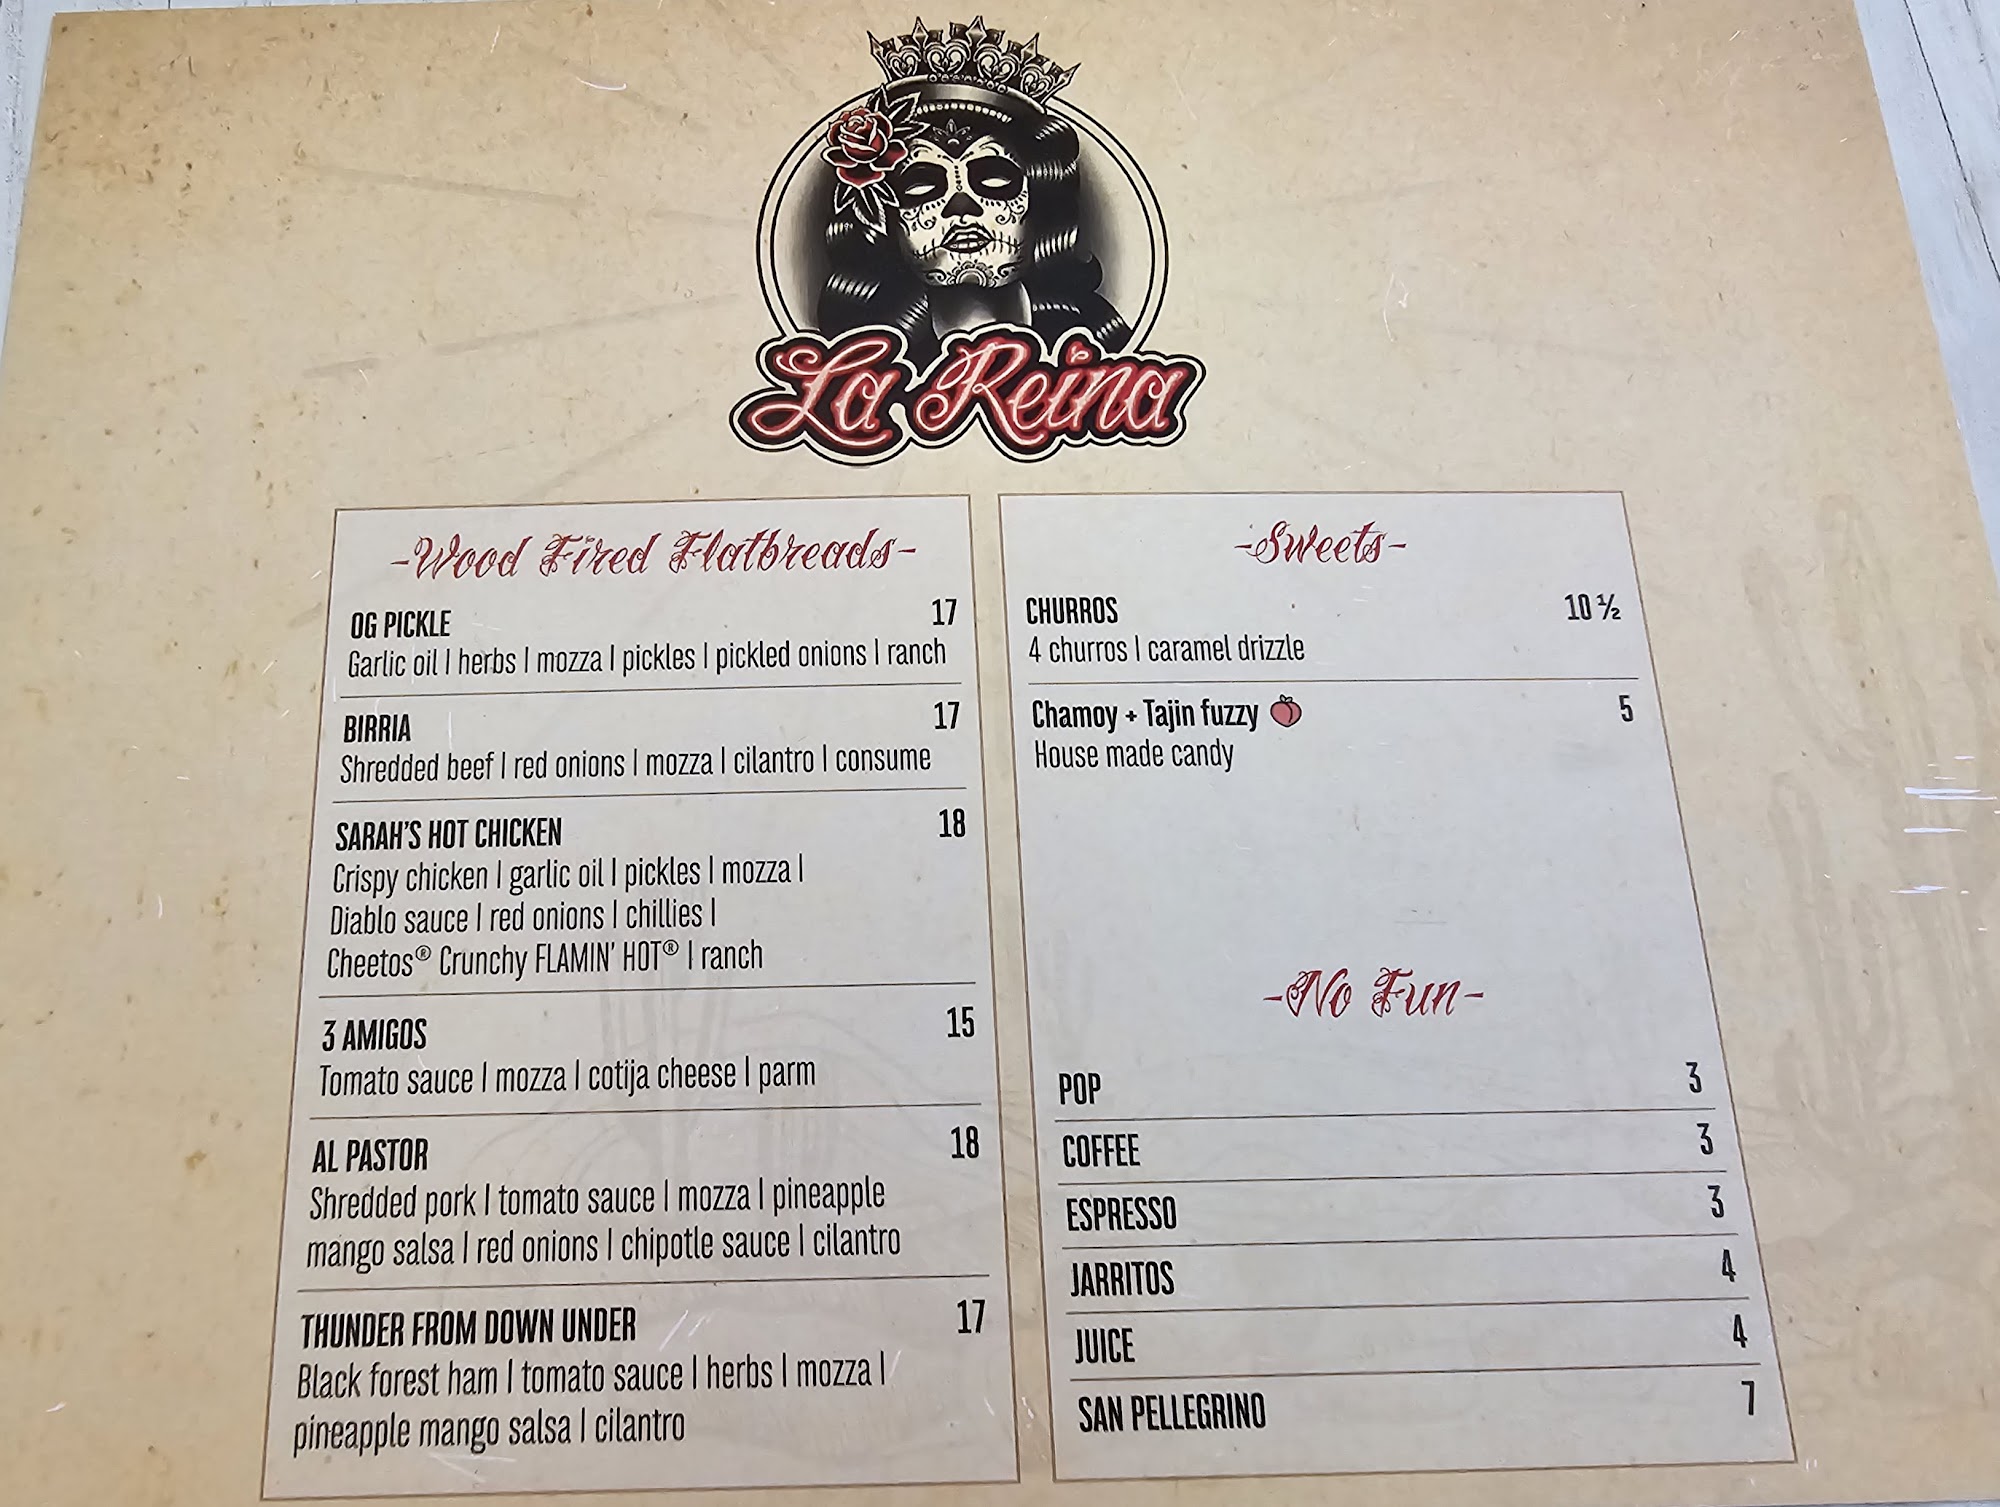 La Reina
-Wood Fired Flatbreads-
OG PICKLE 17
Garlic oil | herbs | mozza | pickles | pickled onions | ranch
BIRRIA 17
Shredded beef | red onions | mozza | cilantro | consume
SARAH'S HOT CHICKEN 18
Crispy chicken | garlic oil | pickles | mozza |
Diablo sauce | red onions | chillies |
Cheetos® Crunchy FLAMIN' HOT® | ranch
3 AMIGOS 15
Tomato sauce | mozza | cotija cheese | parm
AL PASTOR 18
Shredded pork | tomato sauce | mozza | pineapple
mango salsa | red onions | chipotle sauce | cilantro
THUNDER FROM DOWN UNDER 17
Black forest ham | tomato sauce | herbs | mozza |
pineapple mango salsa | cilantro
-Sweets-
CHURROS 10 ½
4 churros | caramel drizzle
Chamoy + Tajin fuzzy 🍑 5
House made candy
-No Fun-
POP 3
COFFEE 3
ESPRESSO 3
JARRITOS 4
JUICE 4
SAN PELLEGRINO 7